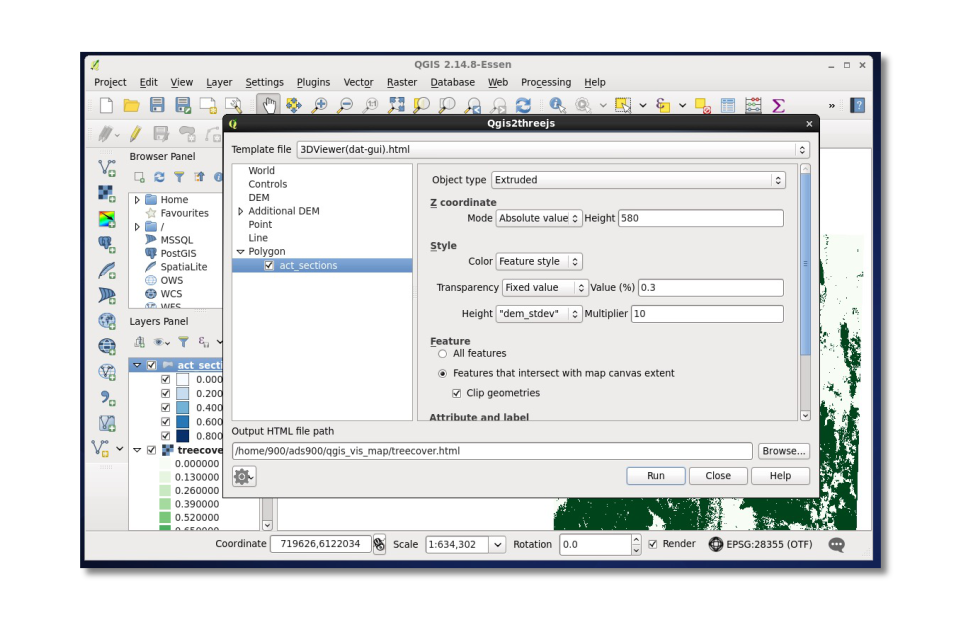 QGIS 2.14.8-Essen
Project Edit View Layer Settings Plugins Vector Raster Database Web Processing Help
»
Qgis2threejs
Template file 3DViewer(dat-gui).html
World
Controls
DEM
Additional DEM
Point
Line
Polygon
act_sections
Object type Extruded
Z coordinate
Mode Absolute value Height 580
Style
Color Feature style
Transparency Fixed value Value (%) 0.3
Height "dem_stdev" Multiplier 10
Feature
All features
Features that intersect with map canvas extent
Clip geometries
Attribute and label
Output HTML file path
/home/900/ads900/qgis_vis_map/treecover.html Browse...
Run Close Help
Browser Panel
Home
Favourites
/
MSSQL
PostGIS
SpatiaLite
OWS
WCS
WFS
Layers Panel
act_secti
0.000
0.200
0.400
0.600
0.800
treecove
0.000000
0.130000
0.260000
0.390000
0.520000
0.650000
Coordinate 719626,6122034 Scale 1:634,302 Rotation 0.0 Render EPSG:28355 (OTF)